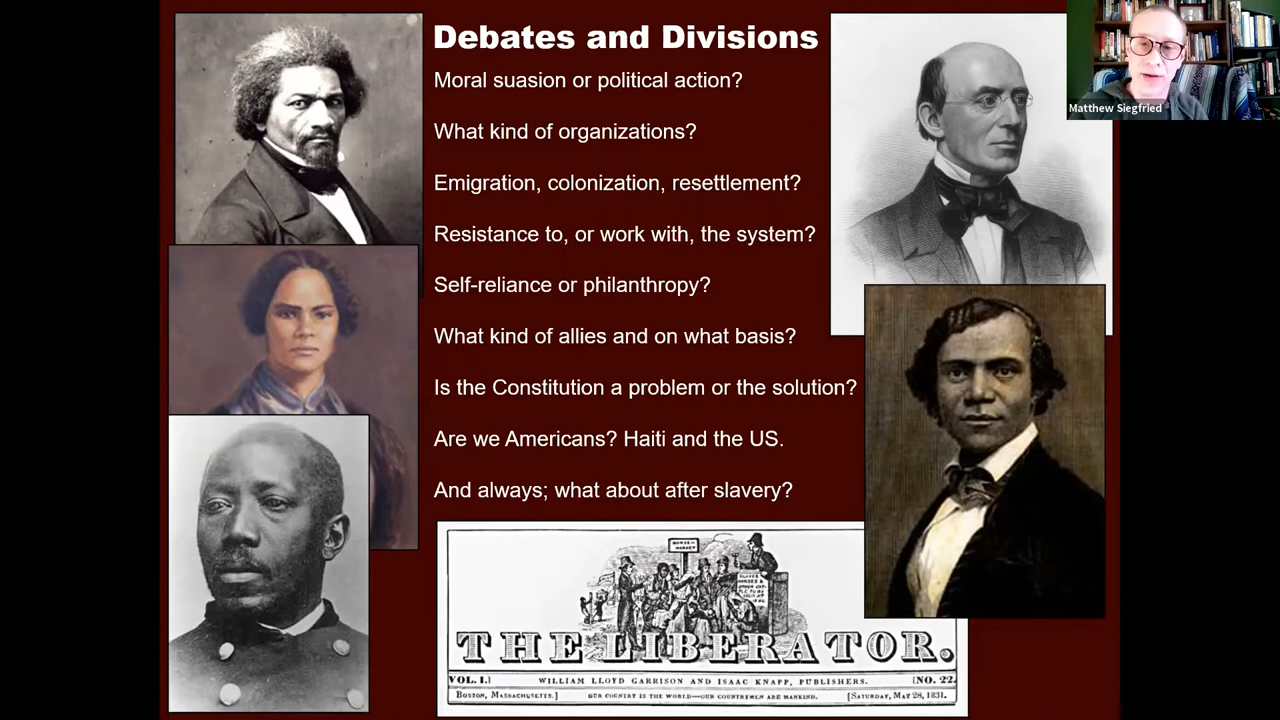 Debates and Divisions
Moral suasion or political action?
What kind of organizations?
Emigration, colonization, resettlement?
Resistance to, or work with, the system?
Self-reliance or philanthropy?
What kind of allies and on what basis?
Is the Constitution a problem or the solution?
Are we Americans? Haiti and the US.
And always; what about after slavery?
Matthew Siegfried
HORSE-
MARKET
SLAVES
HORSES &
THE LIBERATOR.
VOL. I.] WILLIAM LLOYD GARRISON AND ISAAC KNAPP, PUBLISHERS. [NO. 22.
BOSTON, MASSACHUSETTS.] OUR COUNTRY IS THE WORLD—OUR COUNTRYMEN ARE MANKIND. [SATURDAY, MAY 28, 1831.